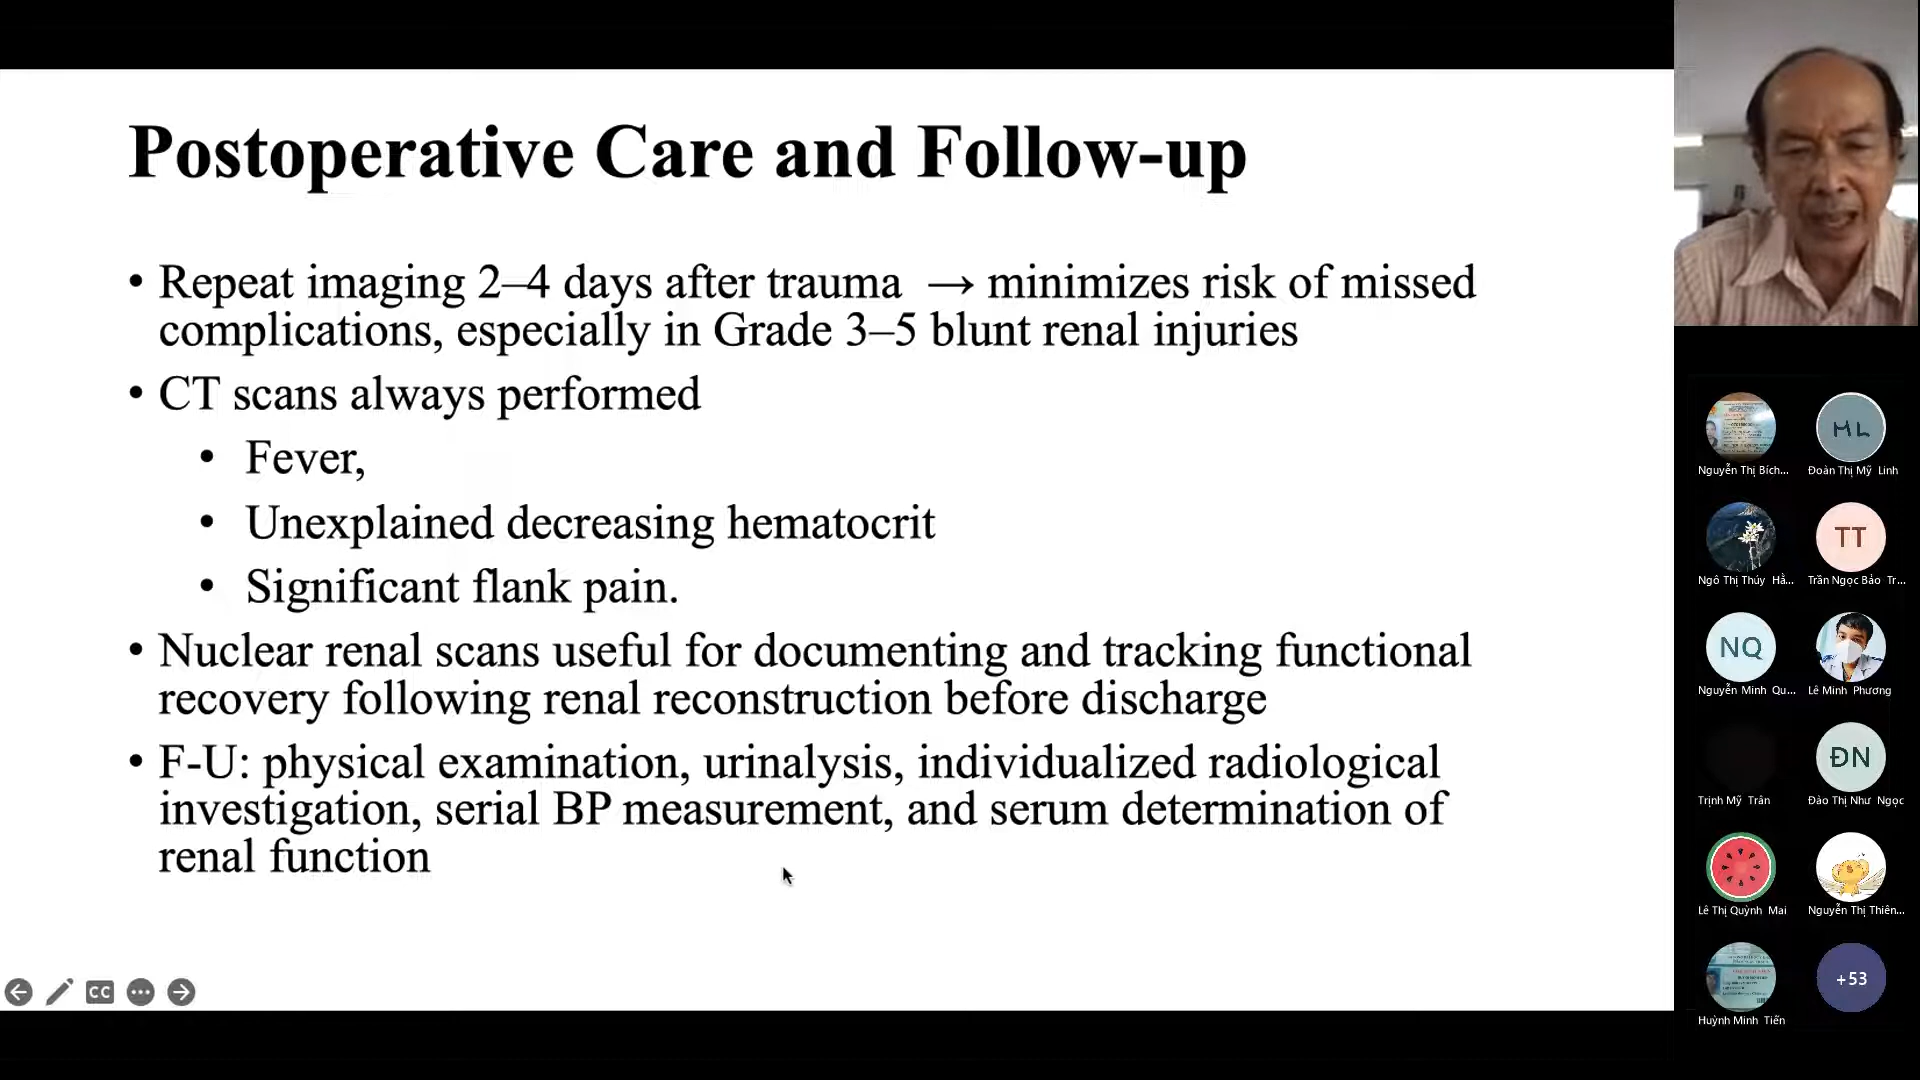 Postoperative Care and Follow-up
• Repeat imaging 2–4 days after trauma → minimizes risk of missed
complications, especially in Grade 3–5 blunt renal injuries
• CT scans always performed
• Fever,
• Unexplained decreasing hematocrit
• Significant flank pain.
• Nuclear renal scans useful for documenting and tracking functional
recovery following renal reconstruction before discharge
• F-U: physical examination, urinalysis, individualized radiological
investigation, serial BP measurement, and serum determination of
renal function
CC
ML
Nguyễn Thị Bích...
Đoàn Thị Mỹ Linh
TT
Ngô Thị Thúy Hằ...
Trần Ngọc Bảo Tr...
NQ
Nguyễn Minh Qu...
Lê Minh Phương
ĐN
Trịnh Mỹ Trân
Đào Thị Như Ngọc
Lê Thị Quỳnh Mai
Nguyễn Thị Thiên...
+53
Huỳnh Minh Tiến